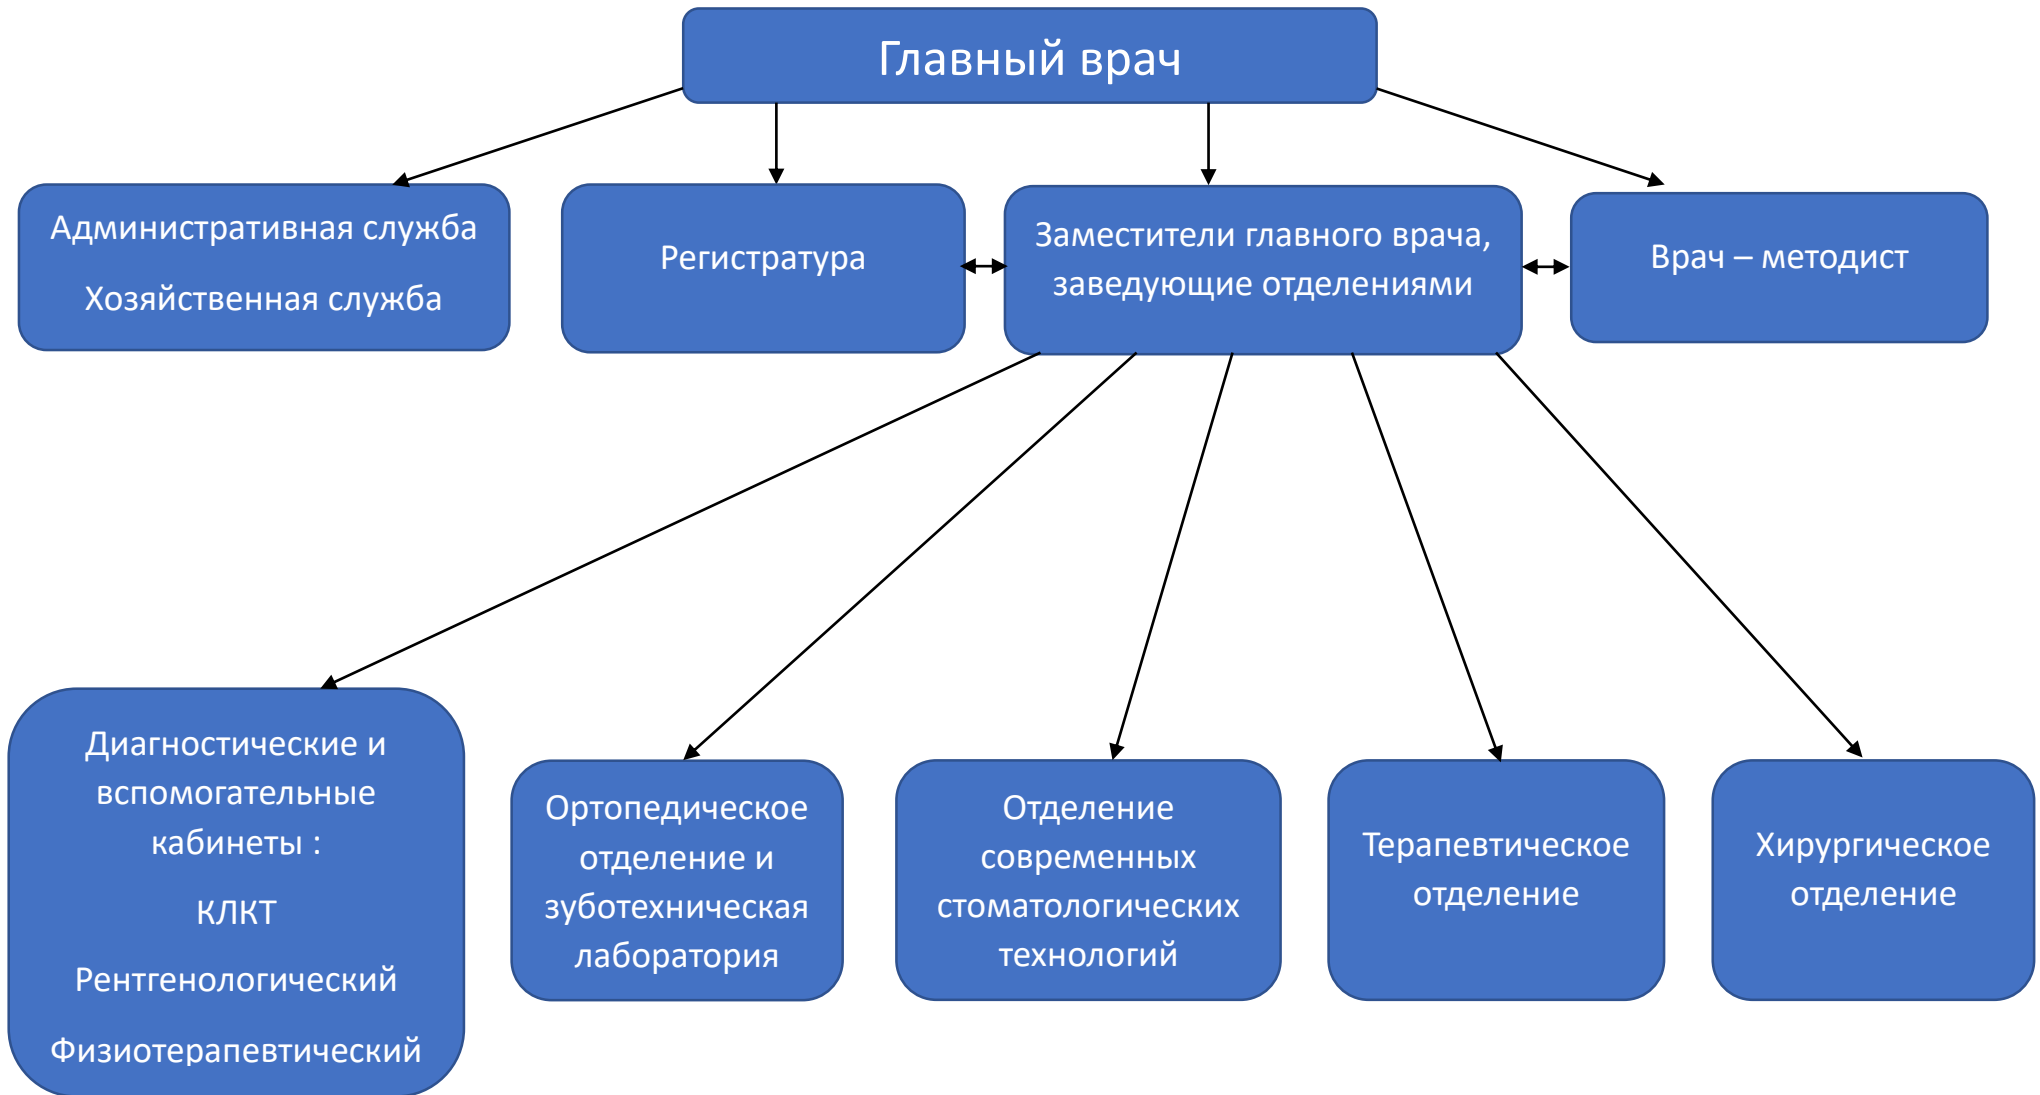 Главный врач
Административная служба
Хозяйственная служба
Регистратура
Заместители главного врача,
заведующие отделениями
Врач – методист
Диагностические и
вспомогательные
кабинеты :
КЛКТ
Рентгенологический
Физиотерапевтический
Ортопедическое
отделение и
зуботехническая
лаборатория
Отделение
современных
стоматологических
технологий
Терапевтическое
отделение
Хирургическое
отделение